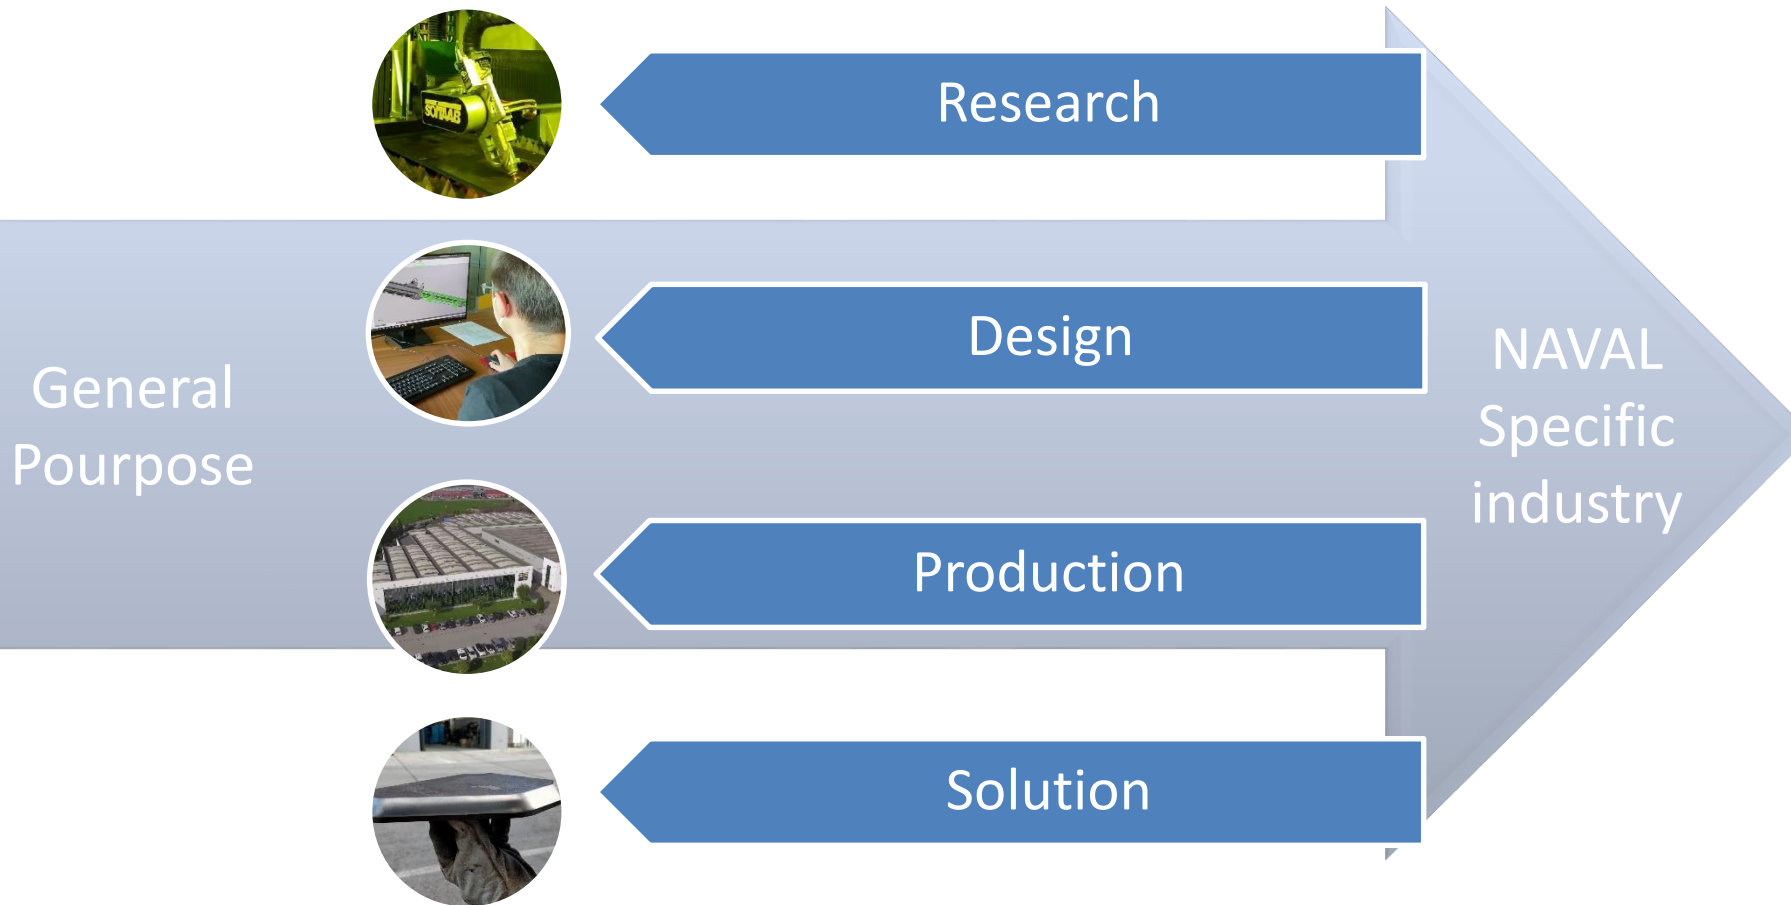 Research
Design
General
Pourpose
NAVAL
Specific
industry
Production
Solution